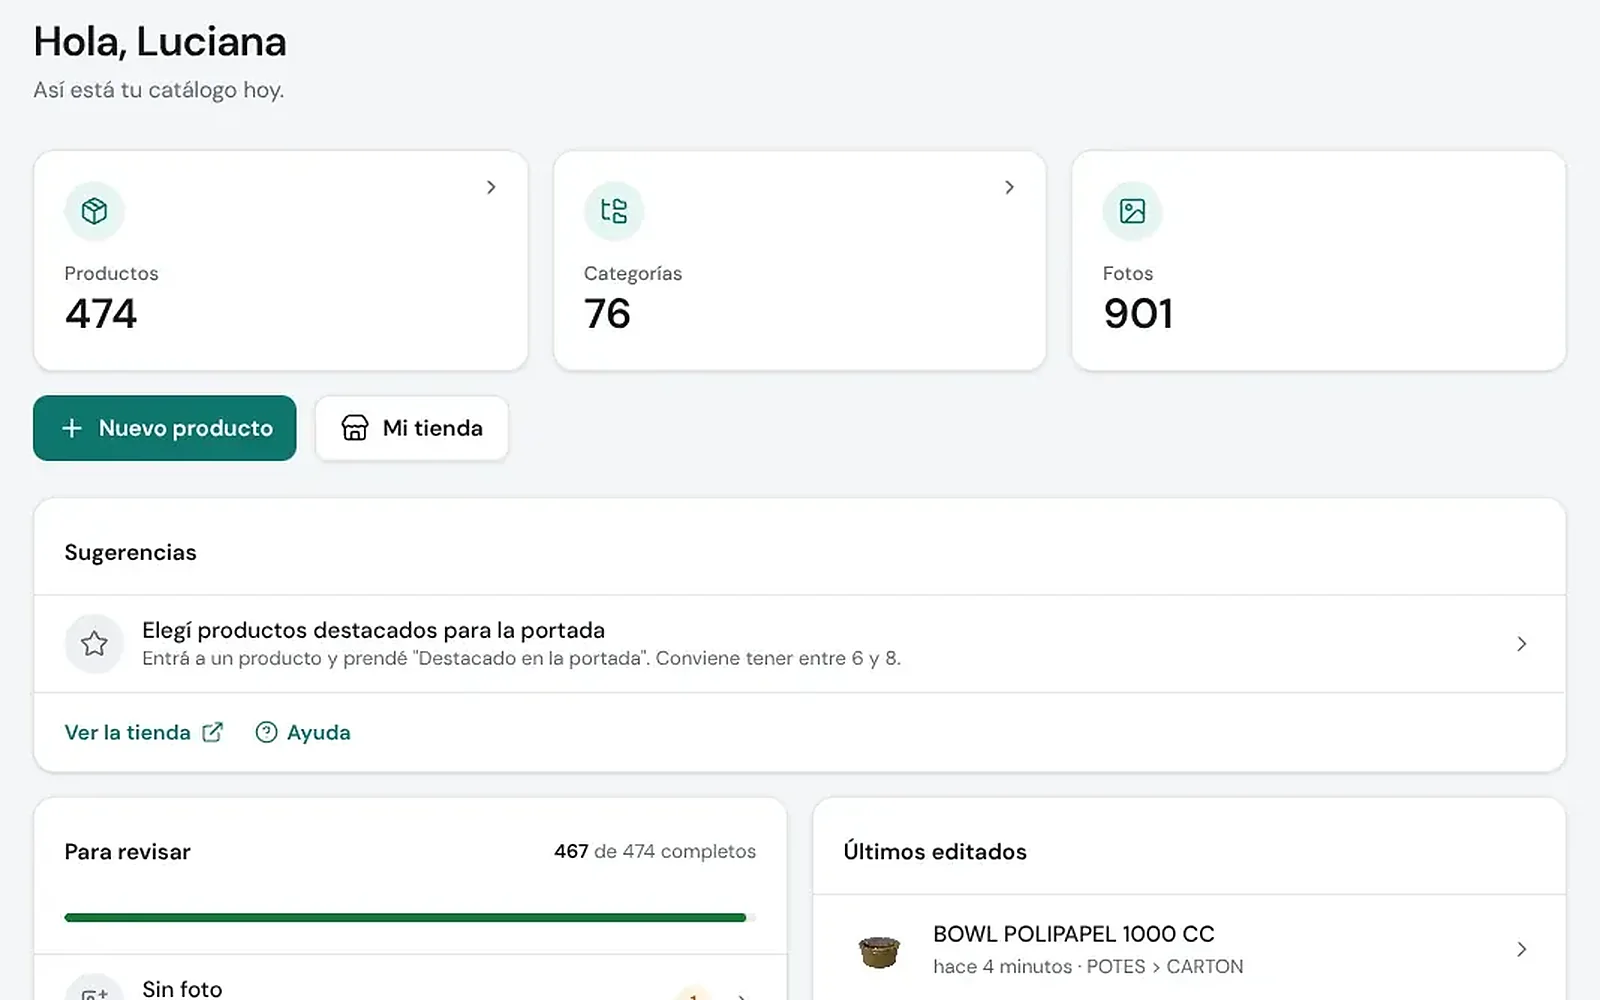 Hola, Luciana
Así está tu catálogo hoy.
Productos
474
Categorías
76
Fotos
901
Nuevo producto
Mi tienda
Sugerencias
Elegí productos destacados para la portada
Entrá a un producto y prendé "Destacado en la portada". Conviene tener entre 6 y 8.
Ver la tienda
Ayuda
Para revisar
467 de 474 completos
Sin foto
1
Últimos editados
BOWL POLIPAPEL 1000 CC
hace 4 minutos · POTES > CARTON